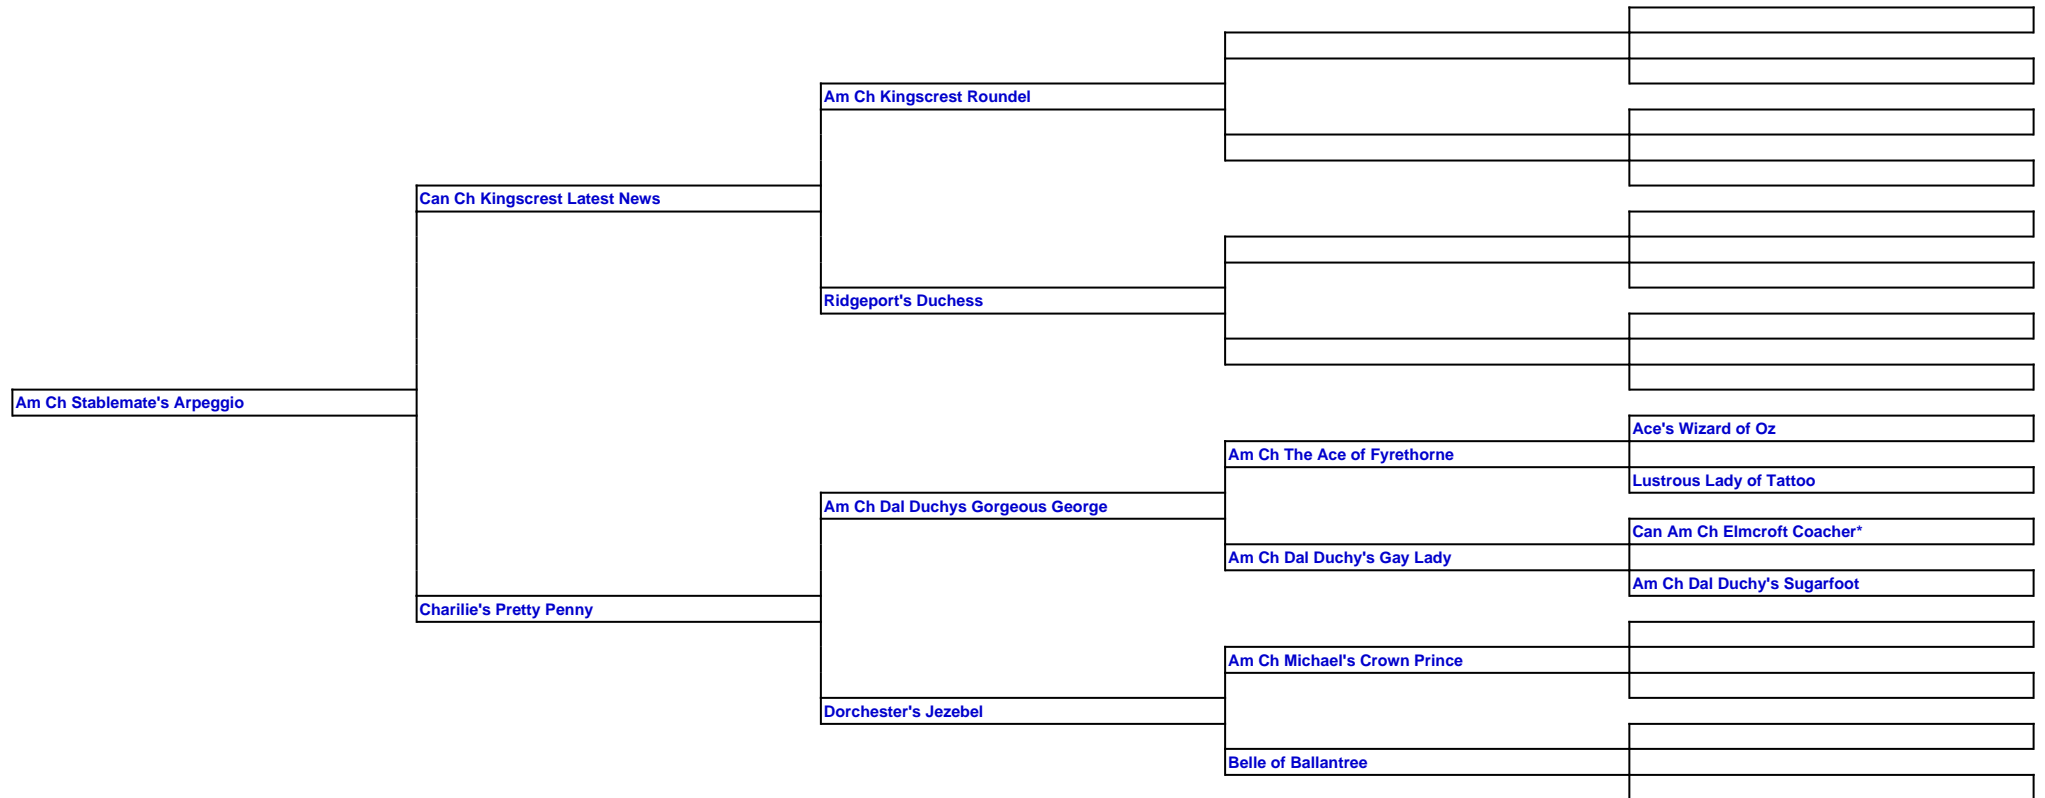 Am Ch Kingscrest Roundel
Can Ch Kingscrest Latest News
Ridgeport's Duchess
Am Ch Stablemate's Arpeggio
Ace's Wizard of Oz
Am Ch The Ace of Fyrethorne
Lustrous Lady of Tattoo
Am Ch Dal Duchys Gorgeous George
Can Am Ch Elmcroft Coacher*
Am Ch Dal Duchy's Gay Lady
Am Ch Dal Duchy's Sugarfoot
Charilie's Pretty Penny
Am Ch Michael's Crown Prince
Dorchester's Jezebel
Belle of Ballantree